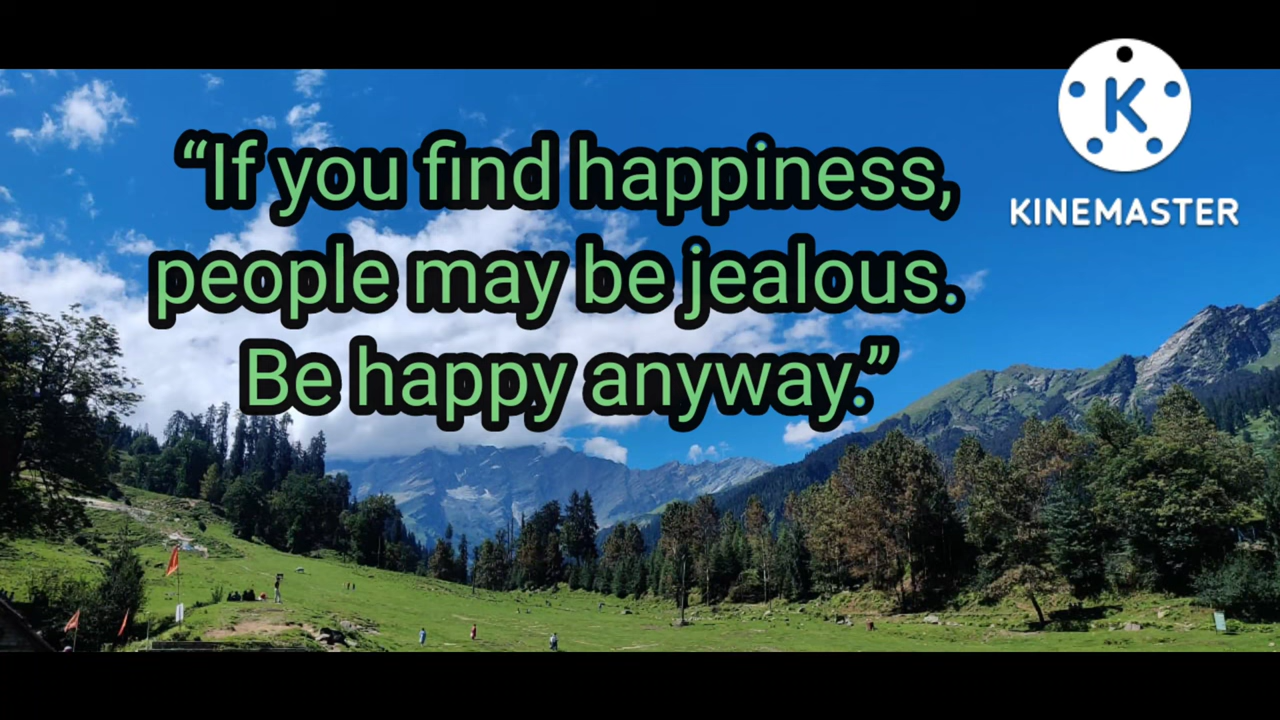 “If you find happiness,
people may be jealous.
Be happy anyway.”
K
KINEMASTER